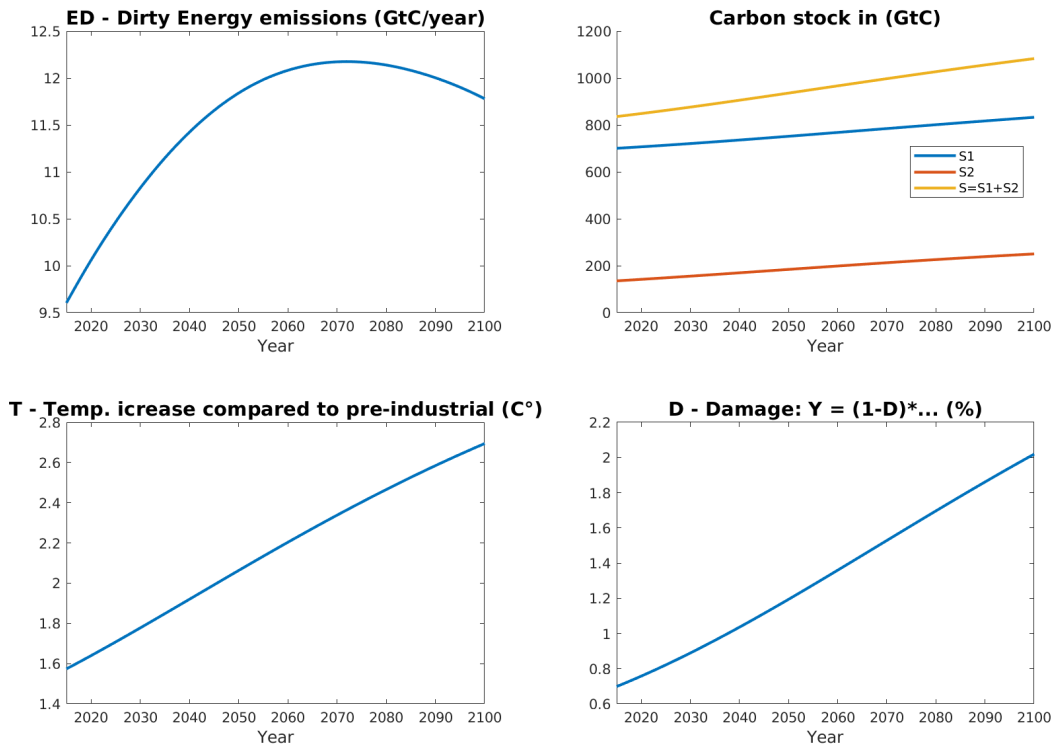 ED - Dirty Energy emissions (GtC/year)
12.5
12
11.5
11
10.5
10
9.5
2020 2030 2040 2050 2060 2070 2080 2090 2100
Year
Carbon stock in (GtC)
1200
1000
800
600
400
200
0
S1
S2
S=S1+S2
2020 2030 2040 2050 2060 2070 2080 2090 2100
Year
T - Temp. icrease compared to pre-industrial (C°)
2.8
2.6
2.4
2.2
2
1.8
1.6
1.4
2020 2030 2040 2050 2060 2070 2080 2090 2100
Year
D - Damage: Y = (1-D)*... (%)
2.2
2
1.8
1.6
1.4
1.2
1
0.8
0.6
2020 2030 2040 2050 2060 2070 2080 2090 2100
Year